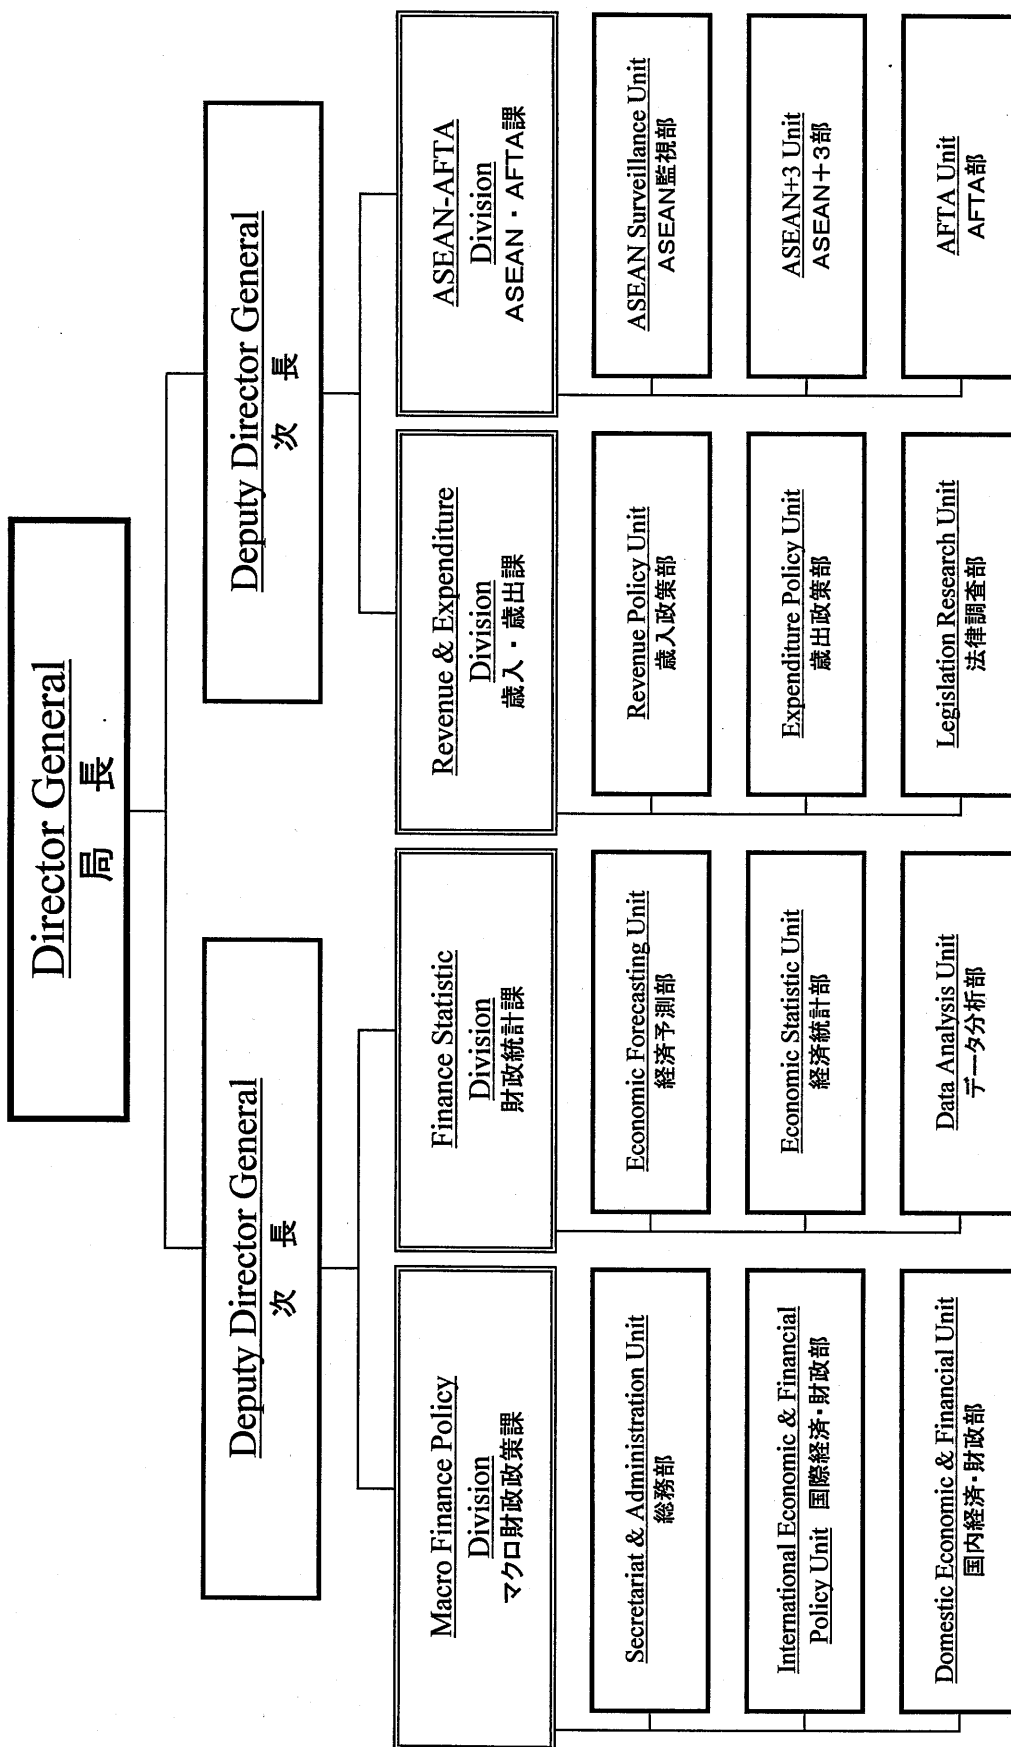 Director General
局　長
Deputy Director General
次　長
Deputy Director General
次　長
Macro Finance Policy
Division
マクロ財政政策課
Finance Statistic
Division
財政統計課
Revenue & Expenditure
Division
歳入・歳出課
ASEAN-AFTA
Division
ASEAN・AFTA課
Secretariat & Administration Unit
総務部
Economic Forecasting Unit
経済予測部
Revenue Policy Unit
歳入政策部
ASEAN Surveillance Unit
ASEAN監視部
International Economic & Financial
Policy Unit 国際経済・財政部
Economic Statistic Unit
経済統計部
Expenditure Policy Unit
歳出政策部
ASEAN+3 Unit
ASEAN＋3部
Domestic Economic & Financial Unit
国内経済・財政部
Data Analysis Unit
データ分析部
Legislation Research Unit
法律調査部
AFTA Unit
AFTA部